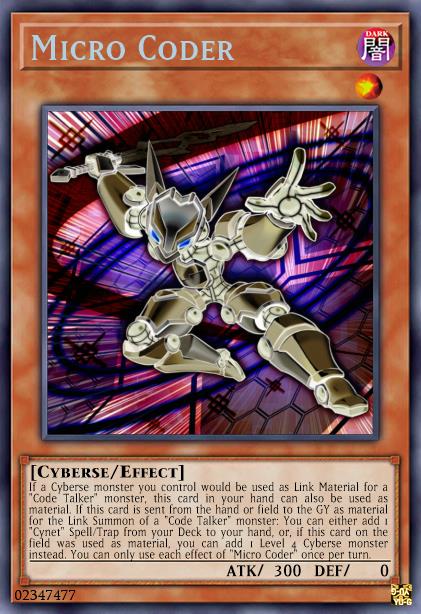 MICRO CODER
DARK
闇
[CYBERSE/EFFECT]
If a Cyberse monster you control would be used as Link Material for a
"Code Talker" monster, this card in your hand can also be used as
material. If this card is sent from the hand or field to the GY as material
for the Link Summon of a "Code Talker" monster: You can either add 1
"Cynet" Spell/Trap from your Deck to your hand, or, if this card on the
field was used as material, you can add 1 Level 4 Cyberse monster
instead. You can only use each effect of "Micro Coder" once per turn.
ATK/ 300 DEF/ 0
02347477